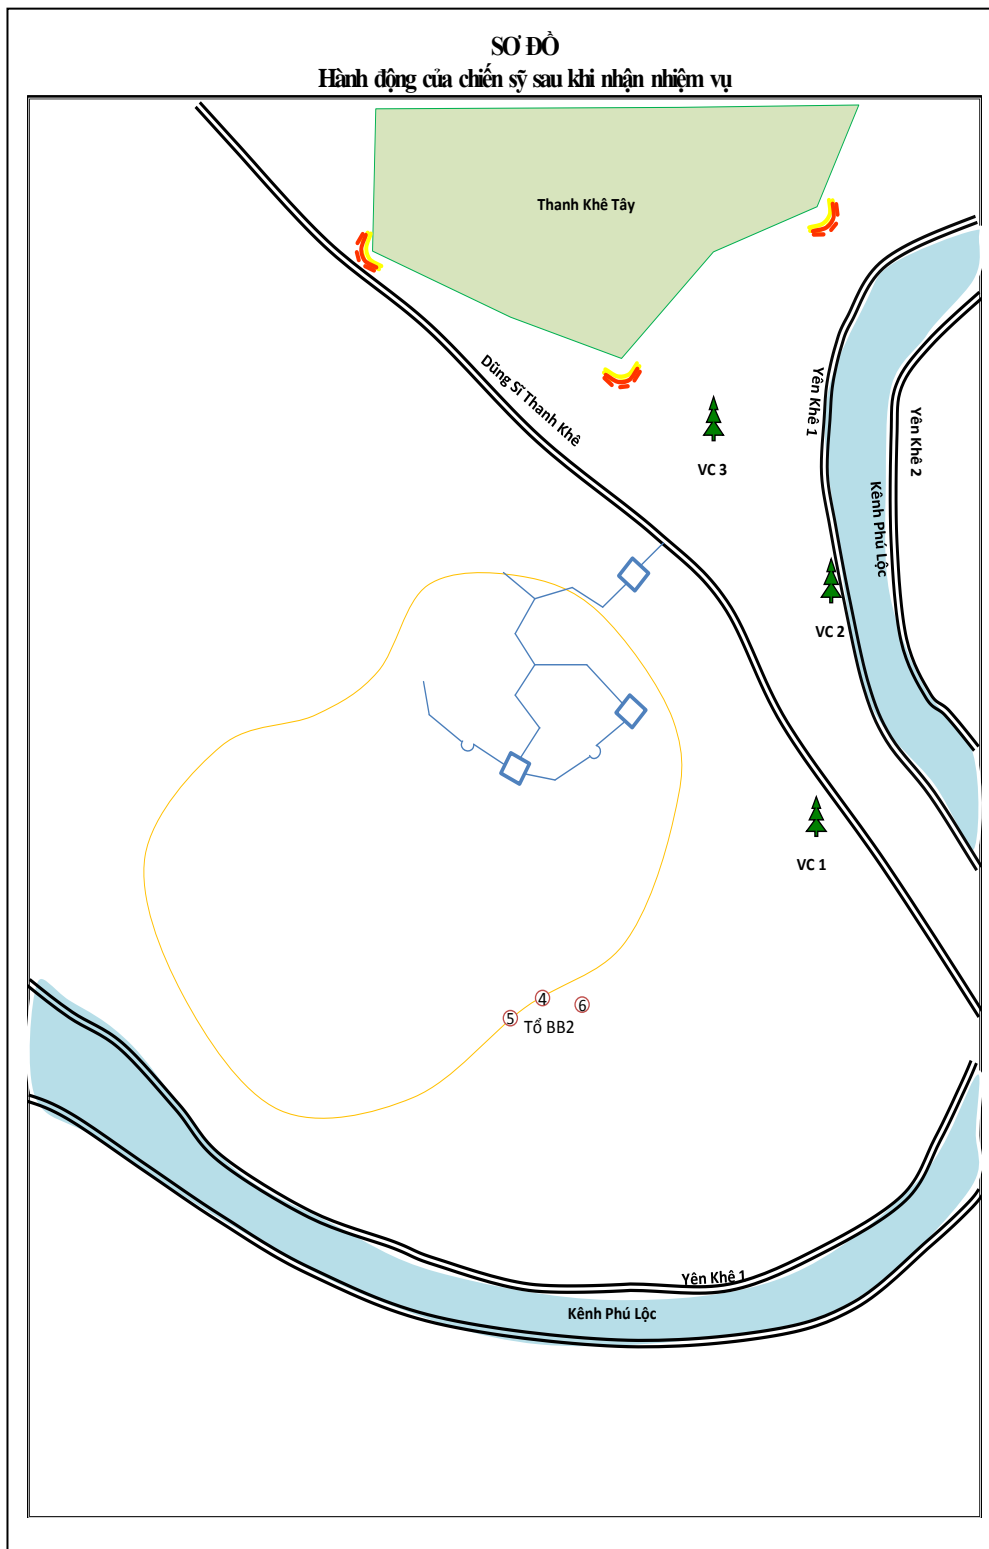 SƠ ĐỒ
Hành động của chiến sỹ sau khi nhận nhiệm vụ
Thanh Khê Tây
Dũng Sĩ Thanh Khê
Yên Khê 1
Yên Khê 2
VC 3
Kênh Phú Lộc
VC 2
VC 1
4
6
5
Tổ BB2
Yên Khê 1
Kênh Phú Lộc